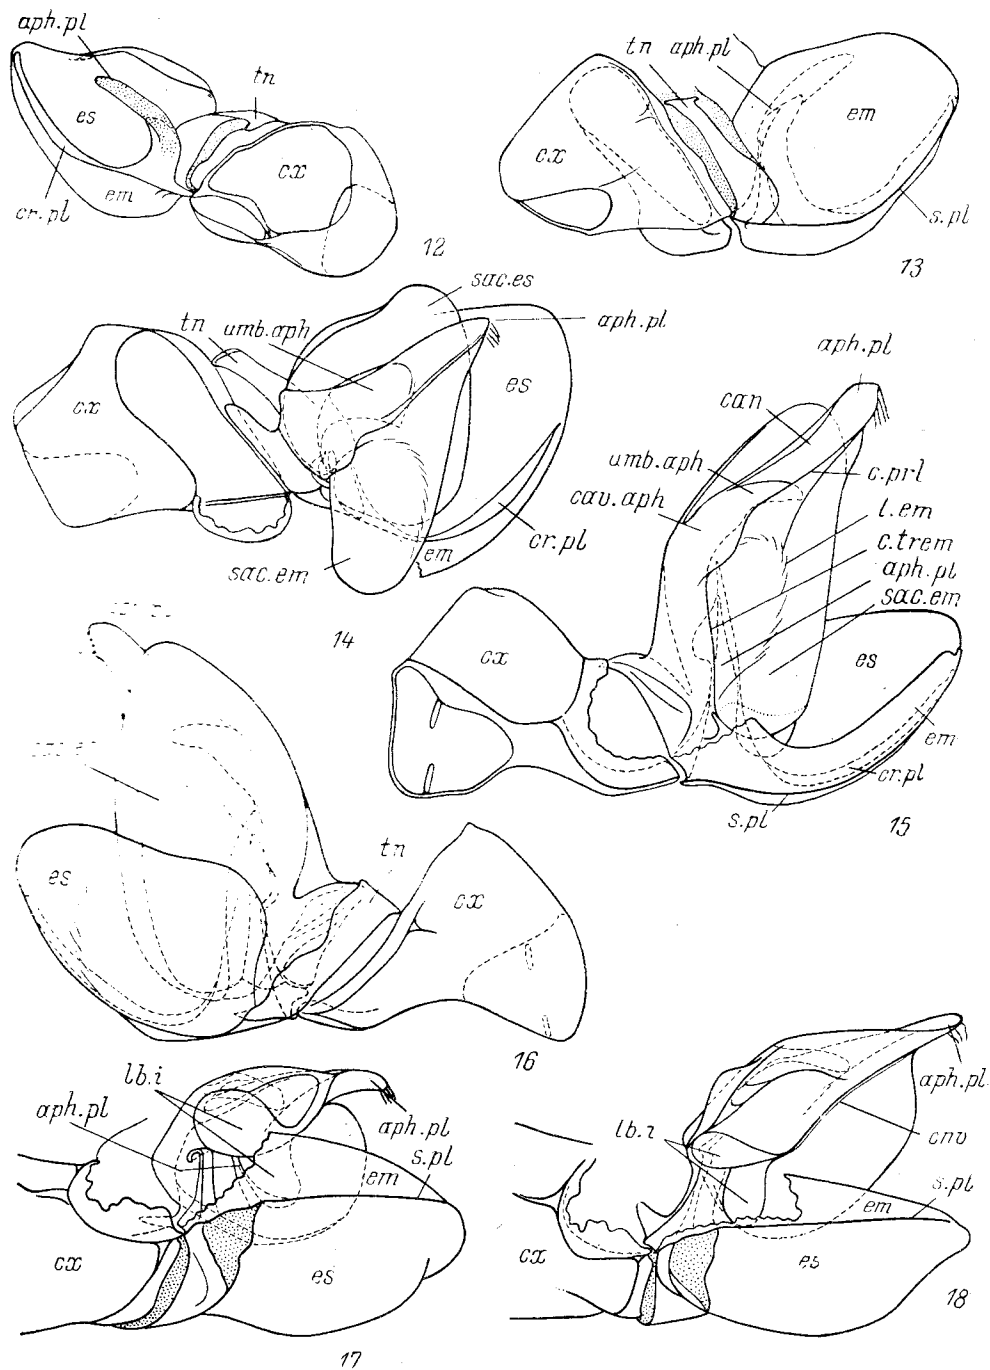 aph.pl
tn
es
cx
cr.pl
em
12
tn aph.pl
em
cx
s.pl
13
sac.es
tn
umb.aph
aph.pl
cx
es
cr.pl
em
sac.em
14
aph.pl
can
umb.aph
c.prl
cav.aph
l.em
c.trem
aph.pl
sac.em
cx
es
em
cr.pl
s.pl
15
tn
es
cx
16
lb.i
aph.pl
aph.pl
s.pl
em
cx
es
17
aph.pl
lb.i
cnv
s.pl
em
cx
es
18